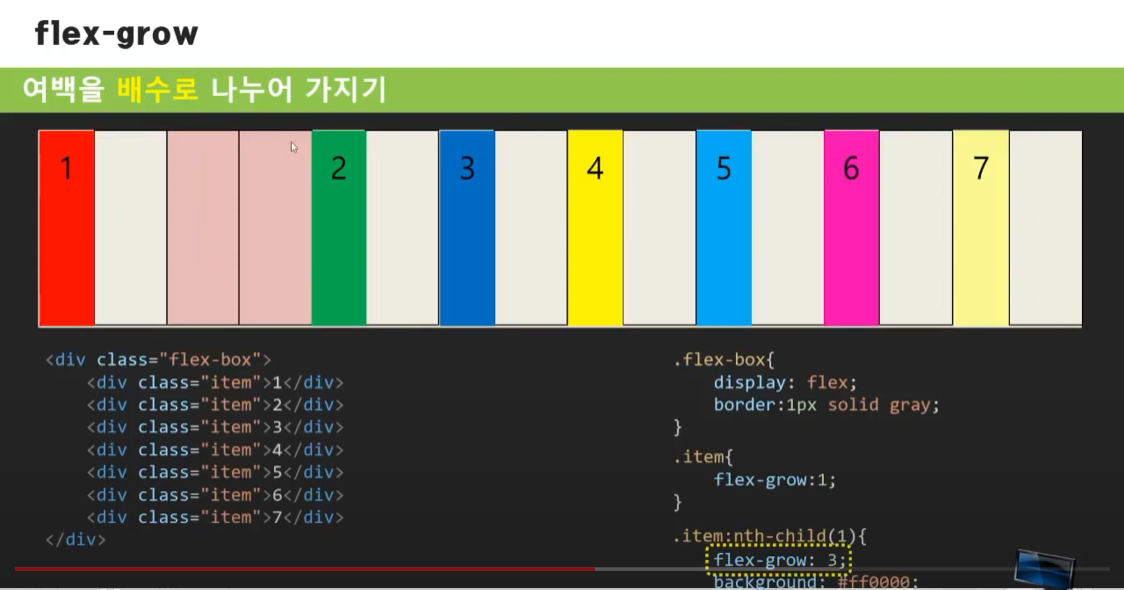 flex-grow
여백을 배수로 나누어 가지기
1 2 3 4 5 6 7
<div class="flex-box">
<div class="item">1</div>
<div class="item">2</div>
<div class="item">3</div>
<div class="item">4</div>
<div class="item">5</div>
<div class="item">6</div>
<div class="item">7</div>
</div>
.flex-box{
display: flex;
border:1px solid gray;
}
.item{
flex-grow:1;
}
.item:nth-child(1){
flex-grow: 3;
background: #ff0000;